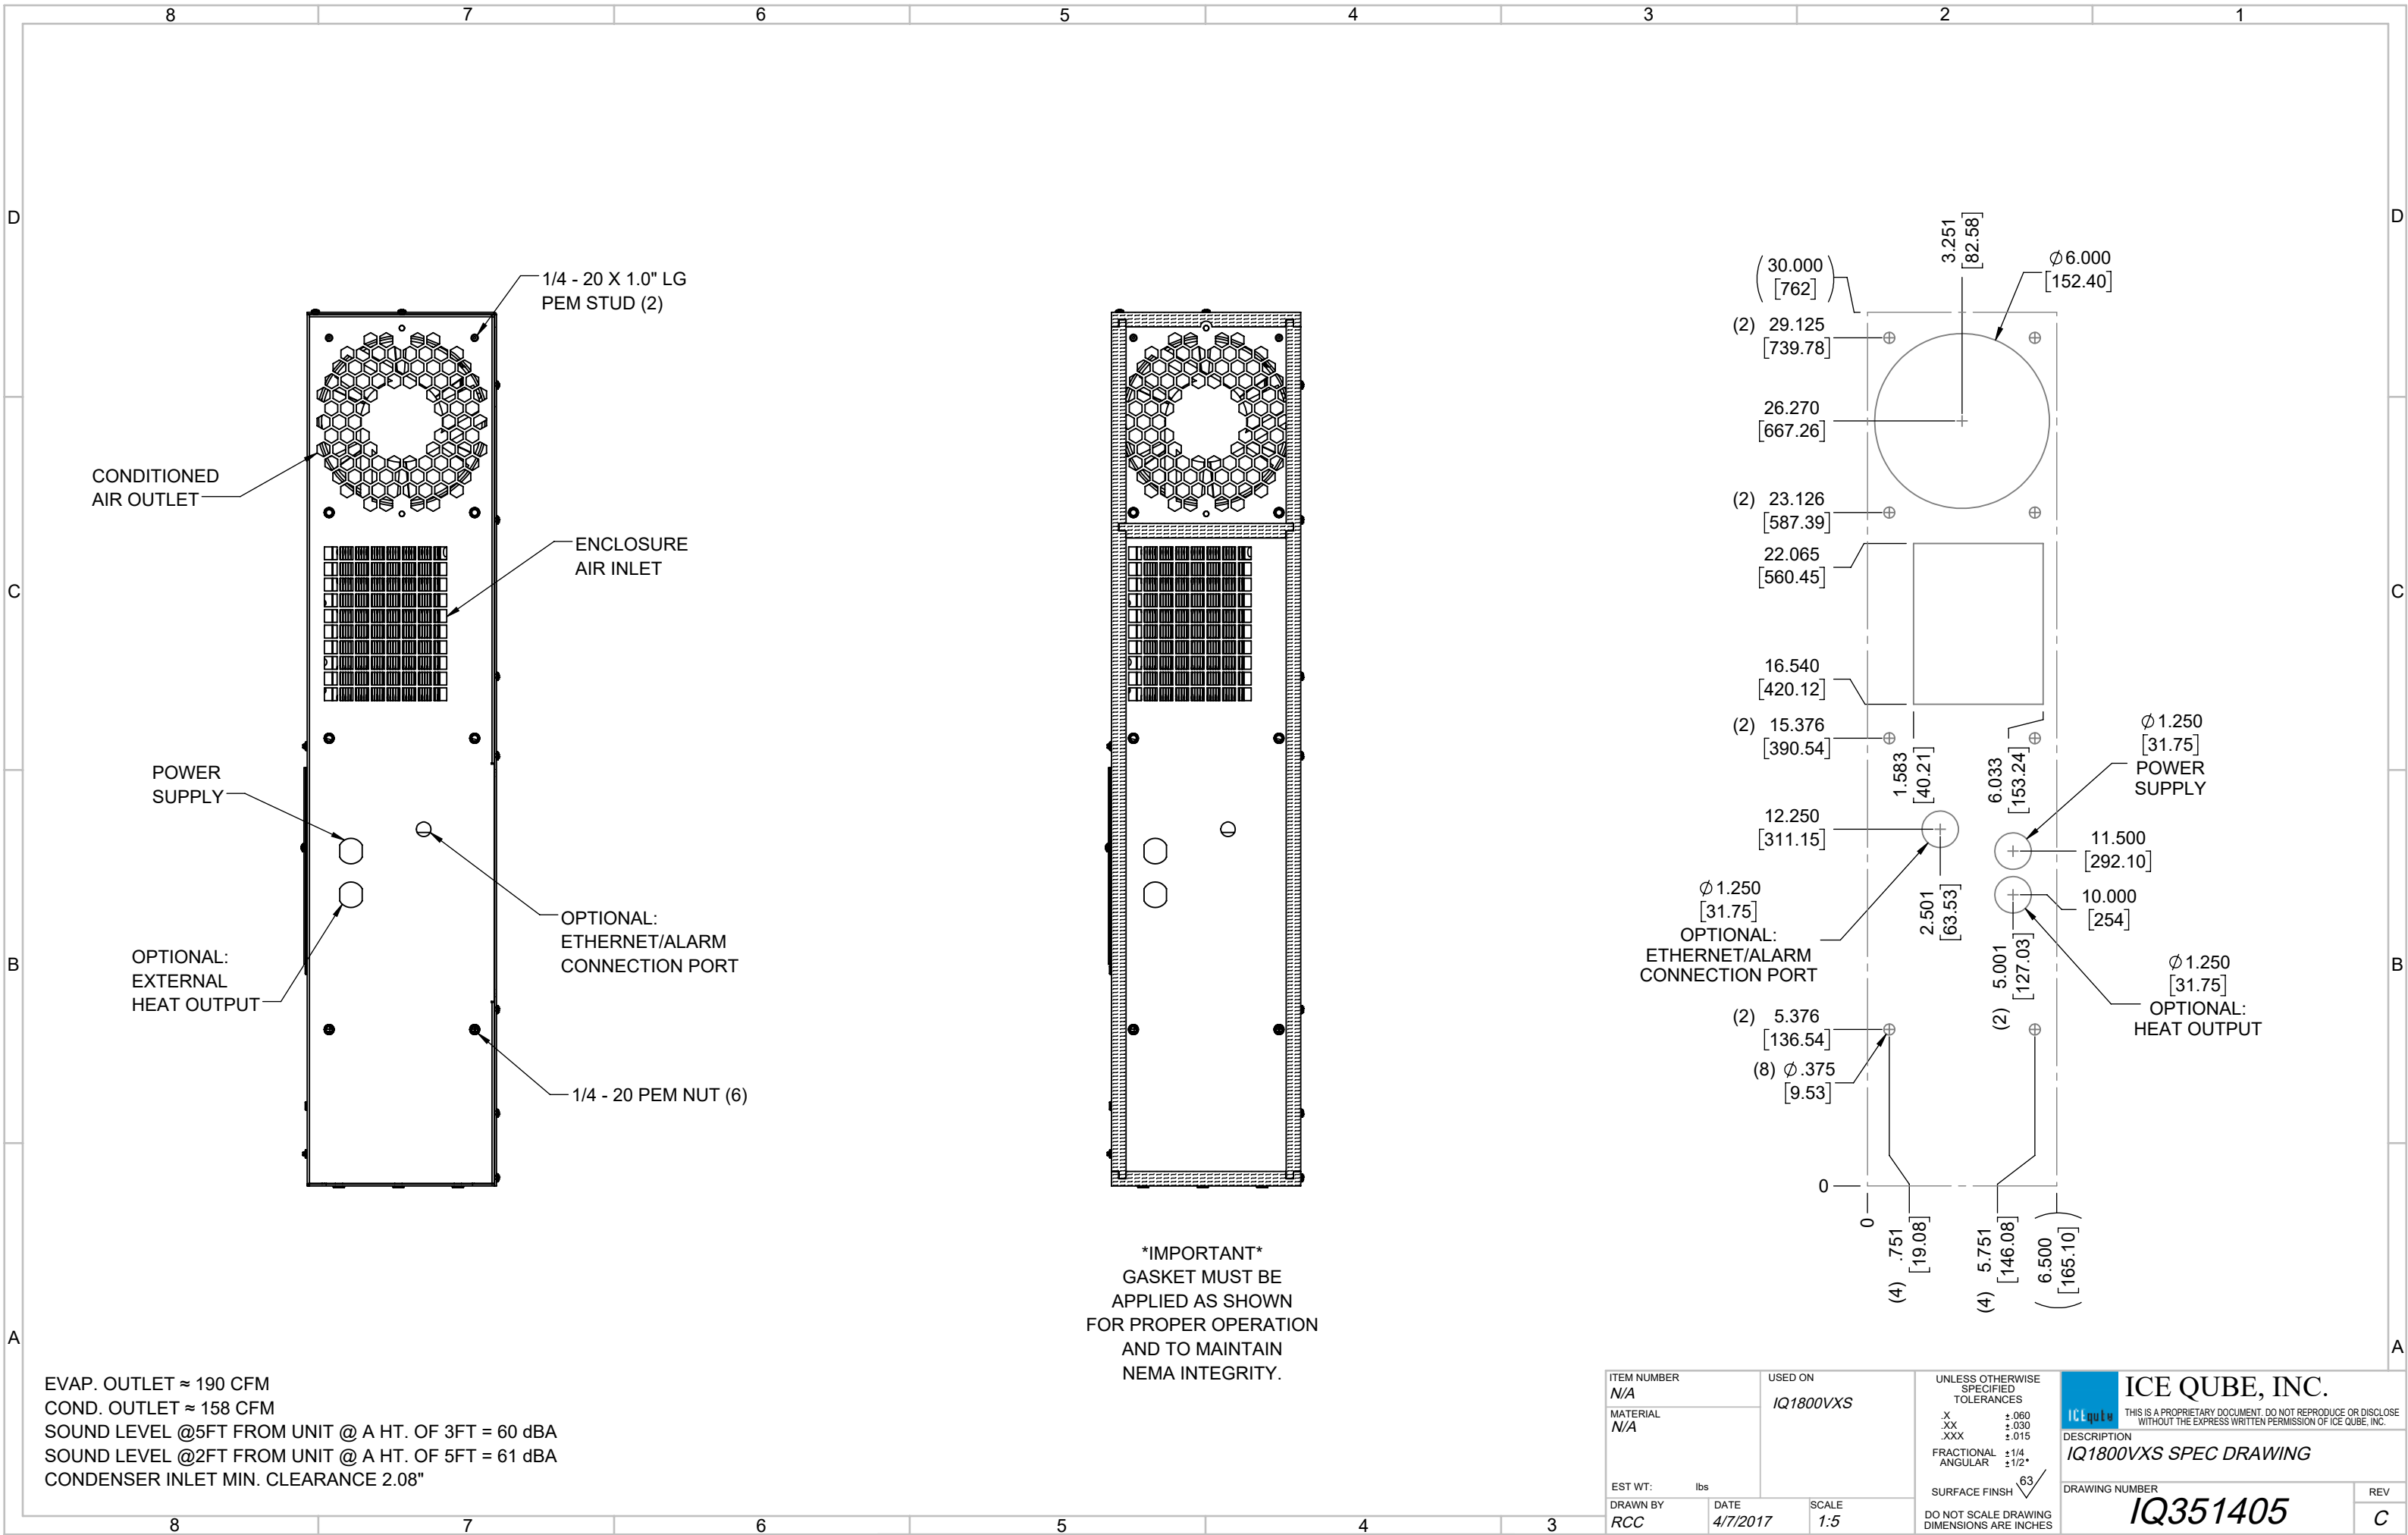 8 7 6 5 4 3 2 1
D
D
C
C
B
B
A
A
1/4 - 20 X 1.0" LG
PEM STUD (2)
CONDITIONED
AIR OUTLET
ENCLOSURE
AIR INLET
POWER
SUPPLY
OPTIONAL:
EXTERNAL
HEAT OUTPUT
OPTIONAL:
ETHERNET/ALARM
CONNECTION PORT
1/4 - 20 PEM NUT (6)
*IMPORTANT*
GASKET MUST BE
APPLIED AS SHOWN
FOR PROPER OPERATION
AND TO MAINTAIN
NEMA INTEGRITY.
3.251
[82.58]
(30.000
[762])
Ø 6.000
[152.40]
(2) 29.125
[739.78]
26.270
[667.26]
(2) 23.126
[587.39]
22.065
[560.45]
16.540
[420.12]
(2) 15.376
[390.54]
1.583
[40.21]
6.033
[153.24]
Ø 1.250
[31.75]
POWER
SUPPLY
12.250
[311.15]
11.500
[292.10]
Ø 1.250
[31.75]
OPTIONAL:
ETHERNET/ALARM
CONNECTION PORT
2.501
[63.53]
10.000
[254]
(2) 5.001
[127.03]
Ø 1.250
[31.75]
OPTIONAL:
HEAT OUTPUT
(2) 5.376
[136.54]
(8) Ø .375
[9.53]
0
0
(4) .751
[19.08]
(4) 5.751
[146.08]
(6.500
[165.10])
EVAP. OUTLET ≈ 190 CFM
COND. OUTLET ≈ 158 CFM
SOUND LEVEL @5FT FROM UNIT @ A HT. OF 3FT = 60 dBA
SOUND LEVEL @2FT FROM UNIT @ A HT. OF 5FT = 61 dBA
CONDENSER INLET MIN. CLEARANCE 2.08"
ITEM NUMBER
N/A
USED ON
IQ1800VXS
MATERIAL
N/A
EST WT: lbs
DRAWN BY
RCC
DATE
4/7/2017
SCALE
1:5
UNLESS OTHERWISE
SPECIFIED
TOLERANCES
.X ±.060
.XX ±.030
.XXX ±.015
FRACTIONAL ±1/4
ANGULAR ±1/2°
63
SURFACE FINSH
DO NOT SCALE DRAWING
DIMENSIONS ARE INCHES
ICEqube
ICE QUBE, INC.
THIS IS A PROPRIETARY DOCUMENT. DO NOT REPRODUCE OR DISCLOSE
WITHOUT THE EXPRESS WRITTEN PERMISSION OF ICE QUBE, INC.
DESCRIPTION
IQ1800VXS SPEC DRAWING
DRAWING NUMBER
IQ351405
REV
C
8 7 6 5 4 3